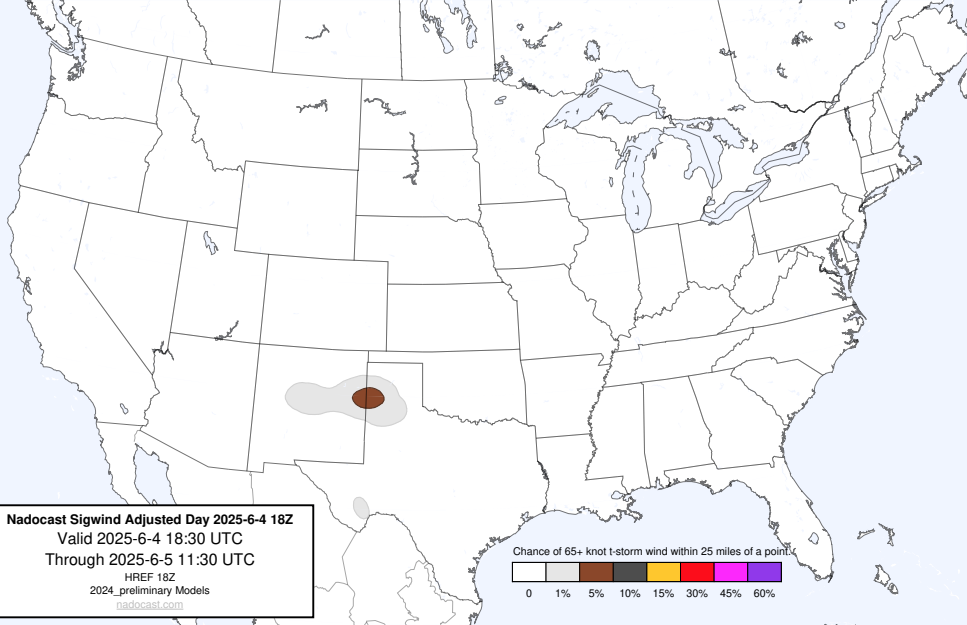 Nadocast Sigwind Adjusted Day 2025-6-4 18Z
Valid 2025-6-4 18:30 UTC
Through 2025-6-5 11:30 UTC
HREF 18Z
2024_preliminary Models
nadocast.com
Chance of 65+ knot t-storm wind within 25 miles of a point.
0 1% 5% 10% 15% 30% 45% 60%